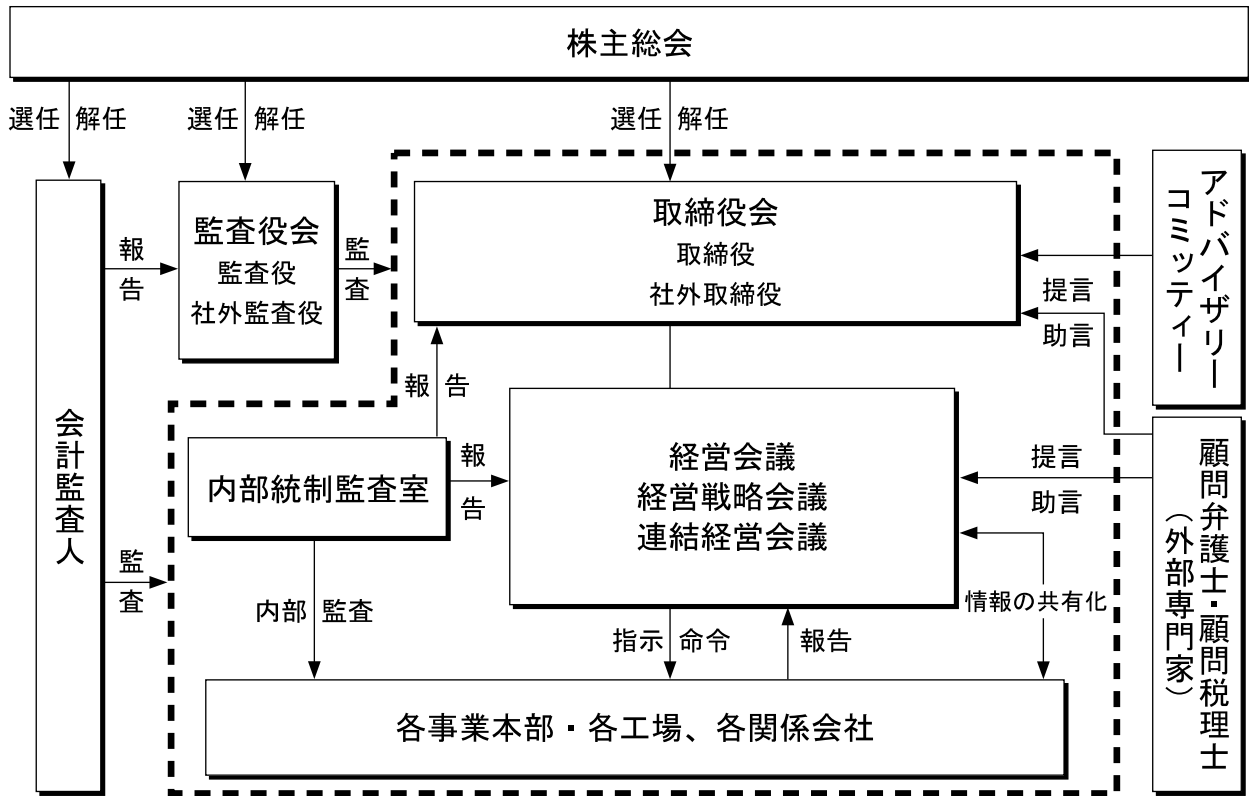 株主総会
選任 解任
選任 解任
選任 解任
会計監査人
報告
監査役会
監査役
社外監査役
監査
取締役会
取締役
社外取締役
アドバイザリー
コミッティー
提言
助言
報告
内部統制監査室
報告
経営会議
経営戦略会議
連結経営会議
提言
助言
顧問弁護士・顧問税理士
（外部専門家）
監査
内部 監査
指示 命令
報告
情報の共有化
各事業本部・各工場、各関係会社